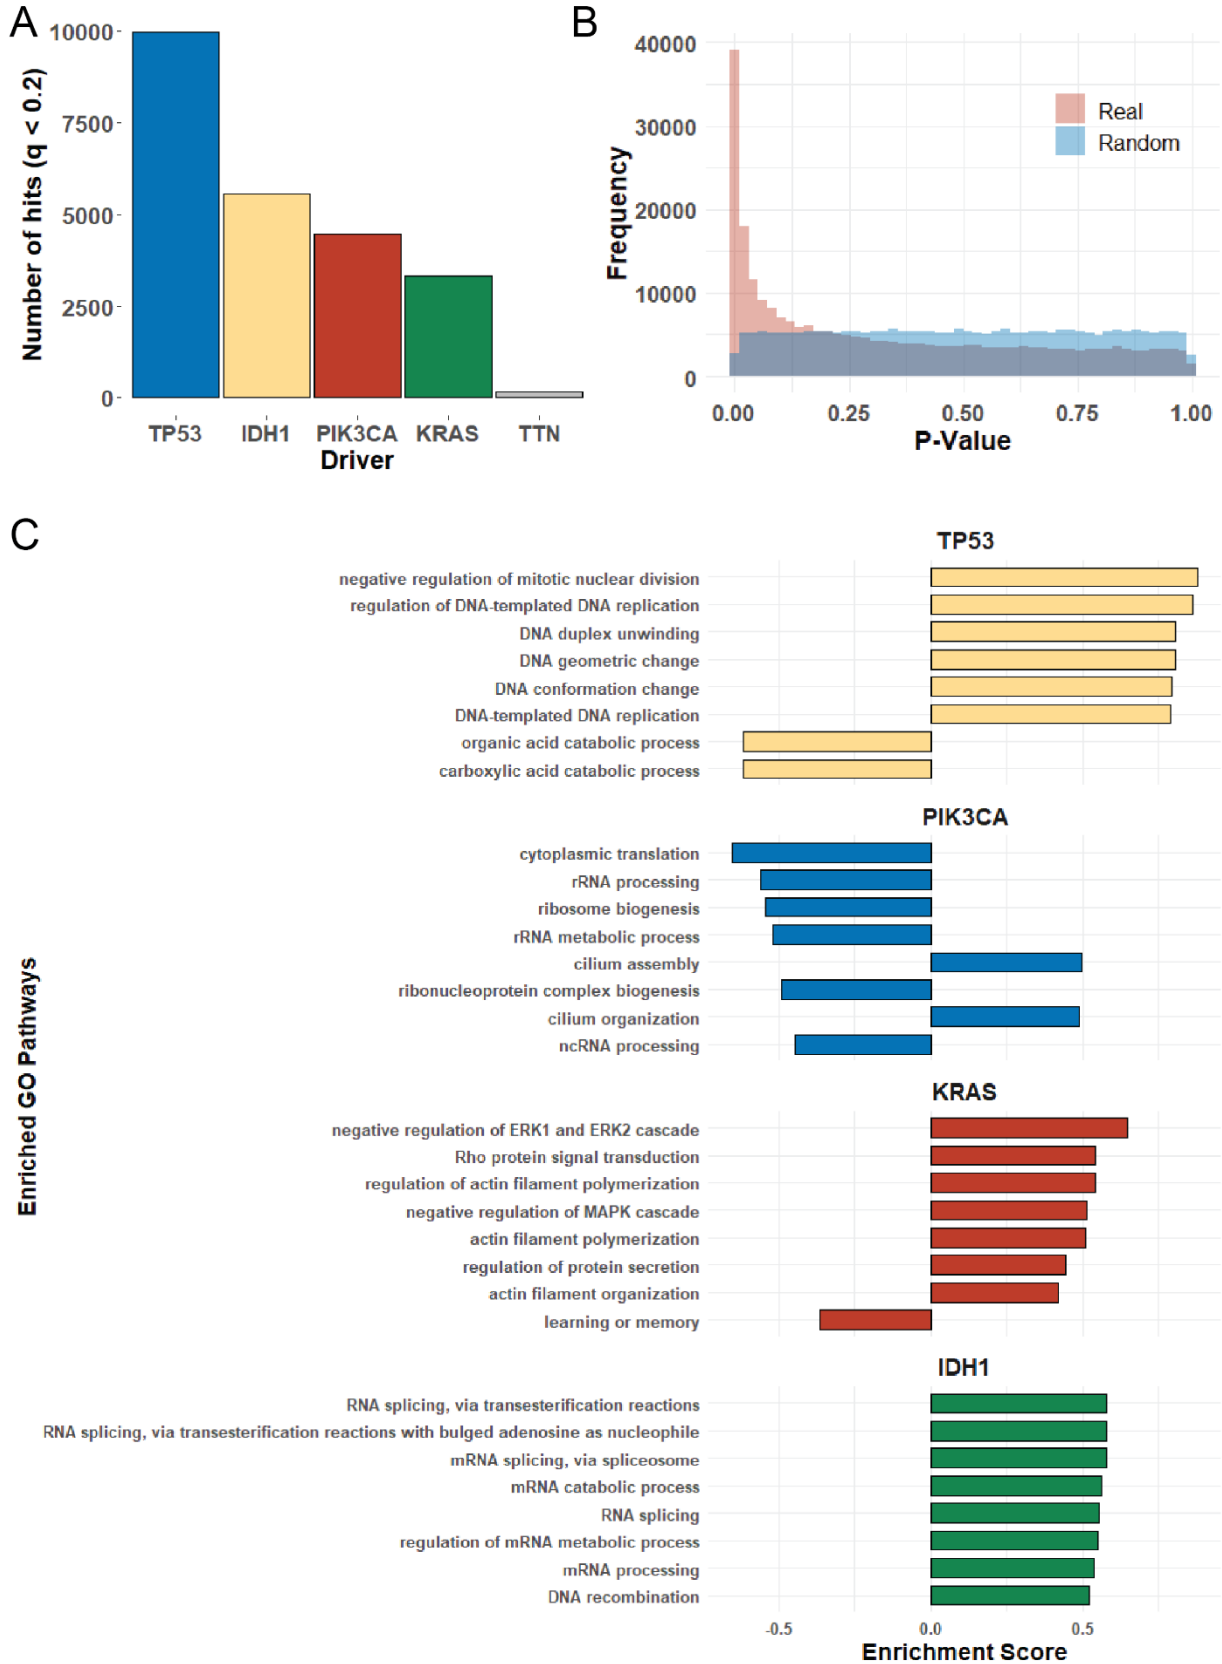 A
Number of hits (q < 0.2)
10000
7500
5000
2500
0
TP53 IDH1 PIK3CA KRAS TTN
Driver
B
Frequency
40000
30000
20000
10000
0
Real
Random
0.00 0.25 0.50 0.75 1.00
P-Value
C
Enriched GO Pathways
TP53
negative regulation of mitotic nuclear division
regulation of DNA-templated DNA replication
DNA duplex unwinding
DNA geometric change
DNA conformation change
DNA-templated DNA replication
organic acid catabolic process
carboxylic acid catabolic process
PIK3CA
cytoplasmic translation
rRNA processing
ribosome biogenesis
rRNA metabolic process
cilium assembly
ribonucleoprotein complex biogenesis
cilium organization
ncRNA processing
KRAS
negative regulation of ERK1 and ERK2 cascade
Rho protein signal transduction
regulation of actin filament polymerization
negative regulation of MAPK cascade
actin filament polymerization
regulation of protein secretion
actin filament organization
learning or memory
IDH1
RNA splicing, via transesterification reactions
RNA splicing, via transesterification reactions with bulged adenosine as nucleophile
mRNA splicing, via spliceosome
mRNA catabolic process
RNA splicing
regulation of mRNA metabolic process
mRNA processing
DNA recombination
-0.5 0.0 0.5
Enrichment Score